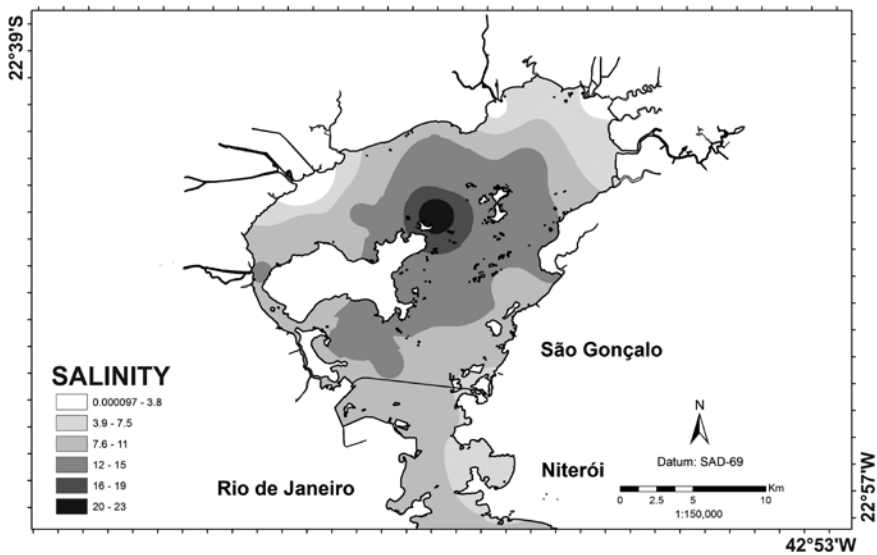 22°39'S
São Gonçalo
SALINITY
0.000097 - 3.8
3.9 - 7.5
7.6 - 11
12 - 15
16 - 19
20 - 23
Rio de Janeiro
Niterói
N
Datum: SAD-69
0 2.5 5 10 Km
1:150,000
22°57'W
42°53'W